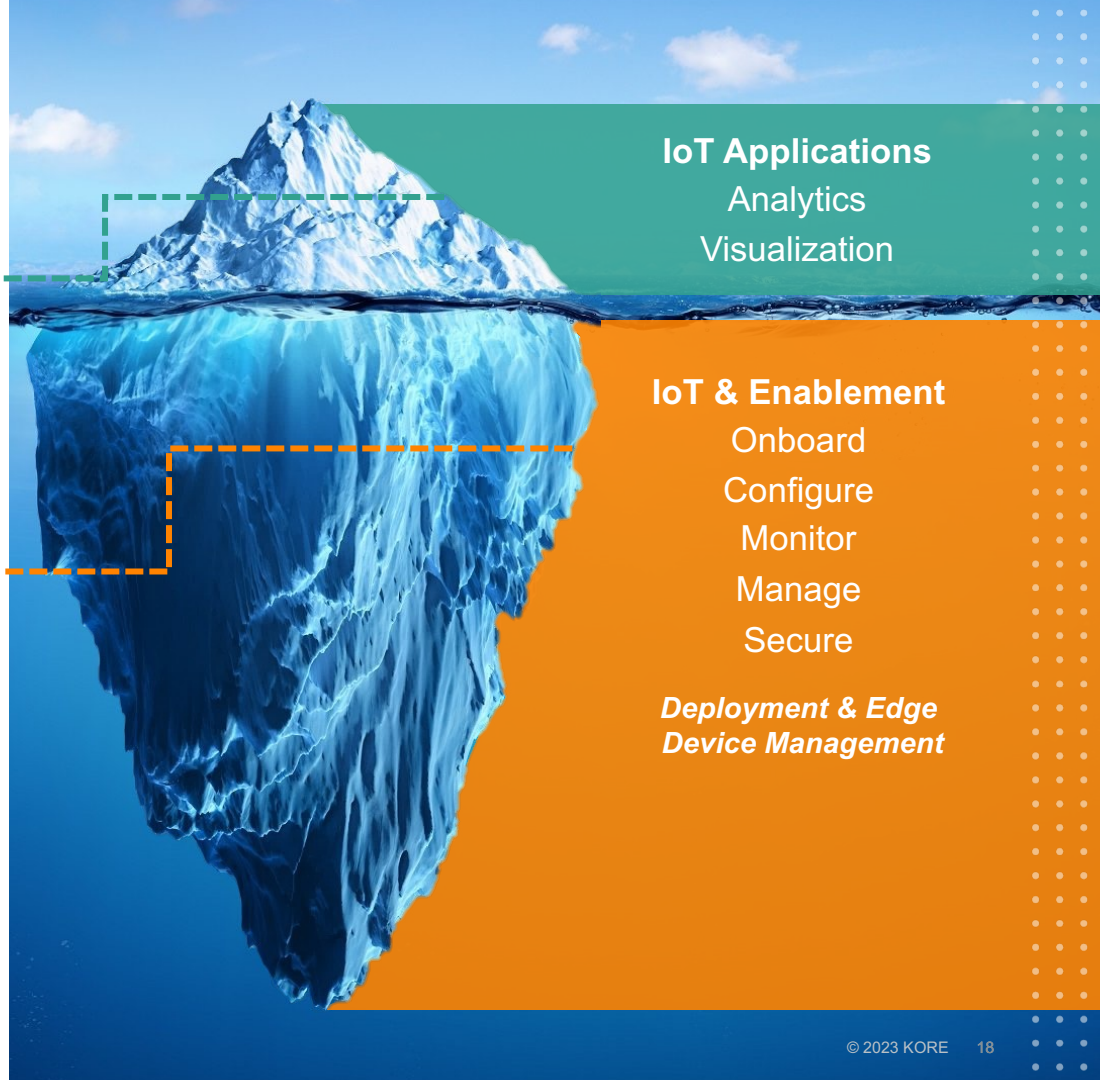 IoT Applications
Analytics
Visualization
IoT & Enablement
Onboard
Configure
Monitor
Manage
Secure
Deployment & Edge
Device Management
© 2023 KORE 18